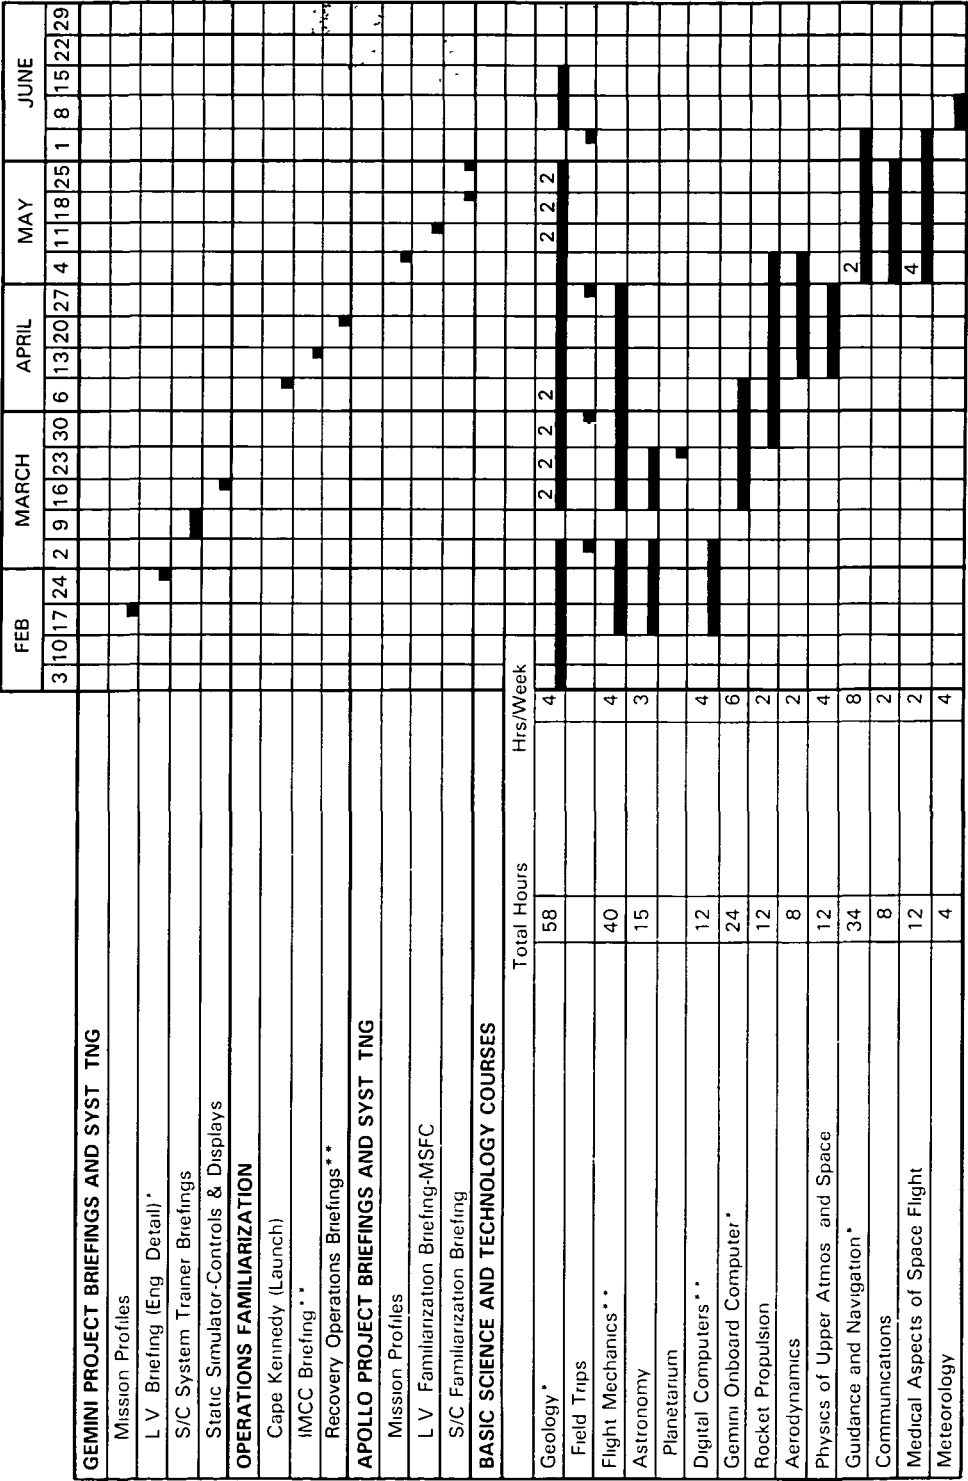 FEB MARCH APRIL MAY JUNE
3 10 17 24 2 9 16 23 30 6 13 20 27 4 11 18 25 1 8 15 22 29
GEMINI PROJECT BRIEFINGS AND SYST TNG
Mission Profiles
L V Briefing (Eng Detail)*
S/C System Trainer Briefings
Static Simulator-Controls & Displays
OPERATIONS FAMILIARIZATION
Cape Kennedy (Launch)
IMCC Briefing**
Recovery Operations Briefings**
APOLLO PROJECT BRIEFINGS AND SYST TNG
Mission Profiles
L V Familiarization Briefing-MSFC
S/C Familiarization Briefing
BASIC SCIENCE AND TECHNOLOGY COURSES
Total Hours Hrs/Week
Geology* 58 4 2 2 2 2 2 2 2
Field Trips
Flight Mechanics** 40 4
Astronomy 15 3
Planetarium
Digital Computers** 12 4
Gemini Onboard Computer* 24 6
Rocket Propulsion 12 2
Aerodynamics 8 2
Physics of Upper Atmos and Space 12 4
Guidance and Navigation* 34 8 2
Communications 8 2
Medical Aspects of Space Flight 12 2 4
Meteorology 4 4